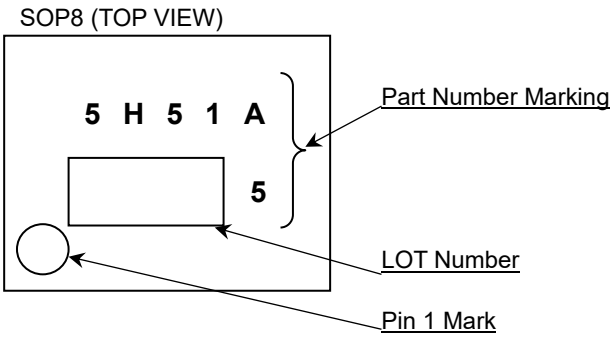 SOP8 (TOP VIEW)
5 H 5 1 A
Part Number Marking
5
LOT Number
Pin 1 Mark